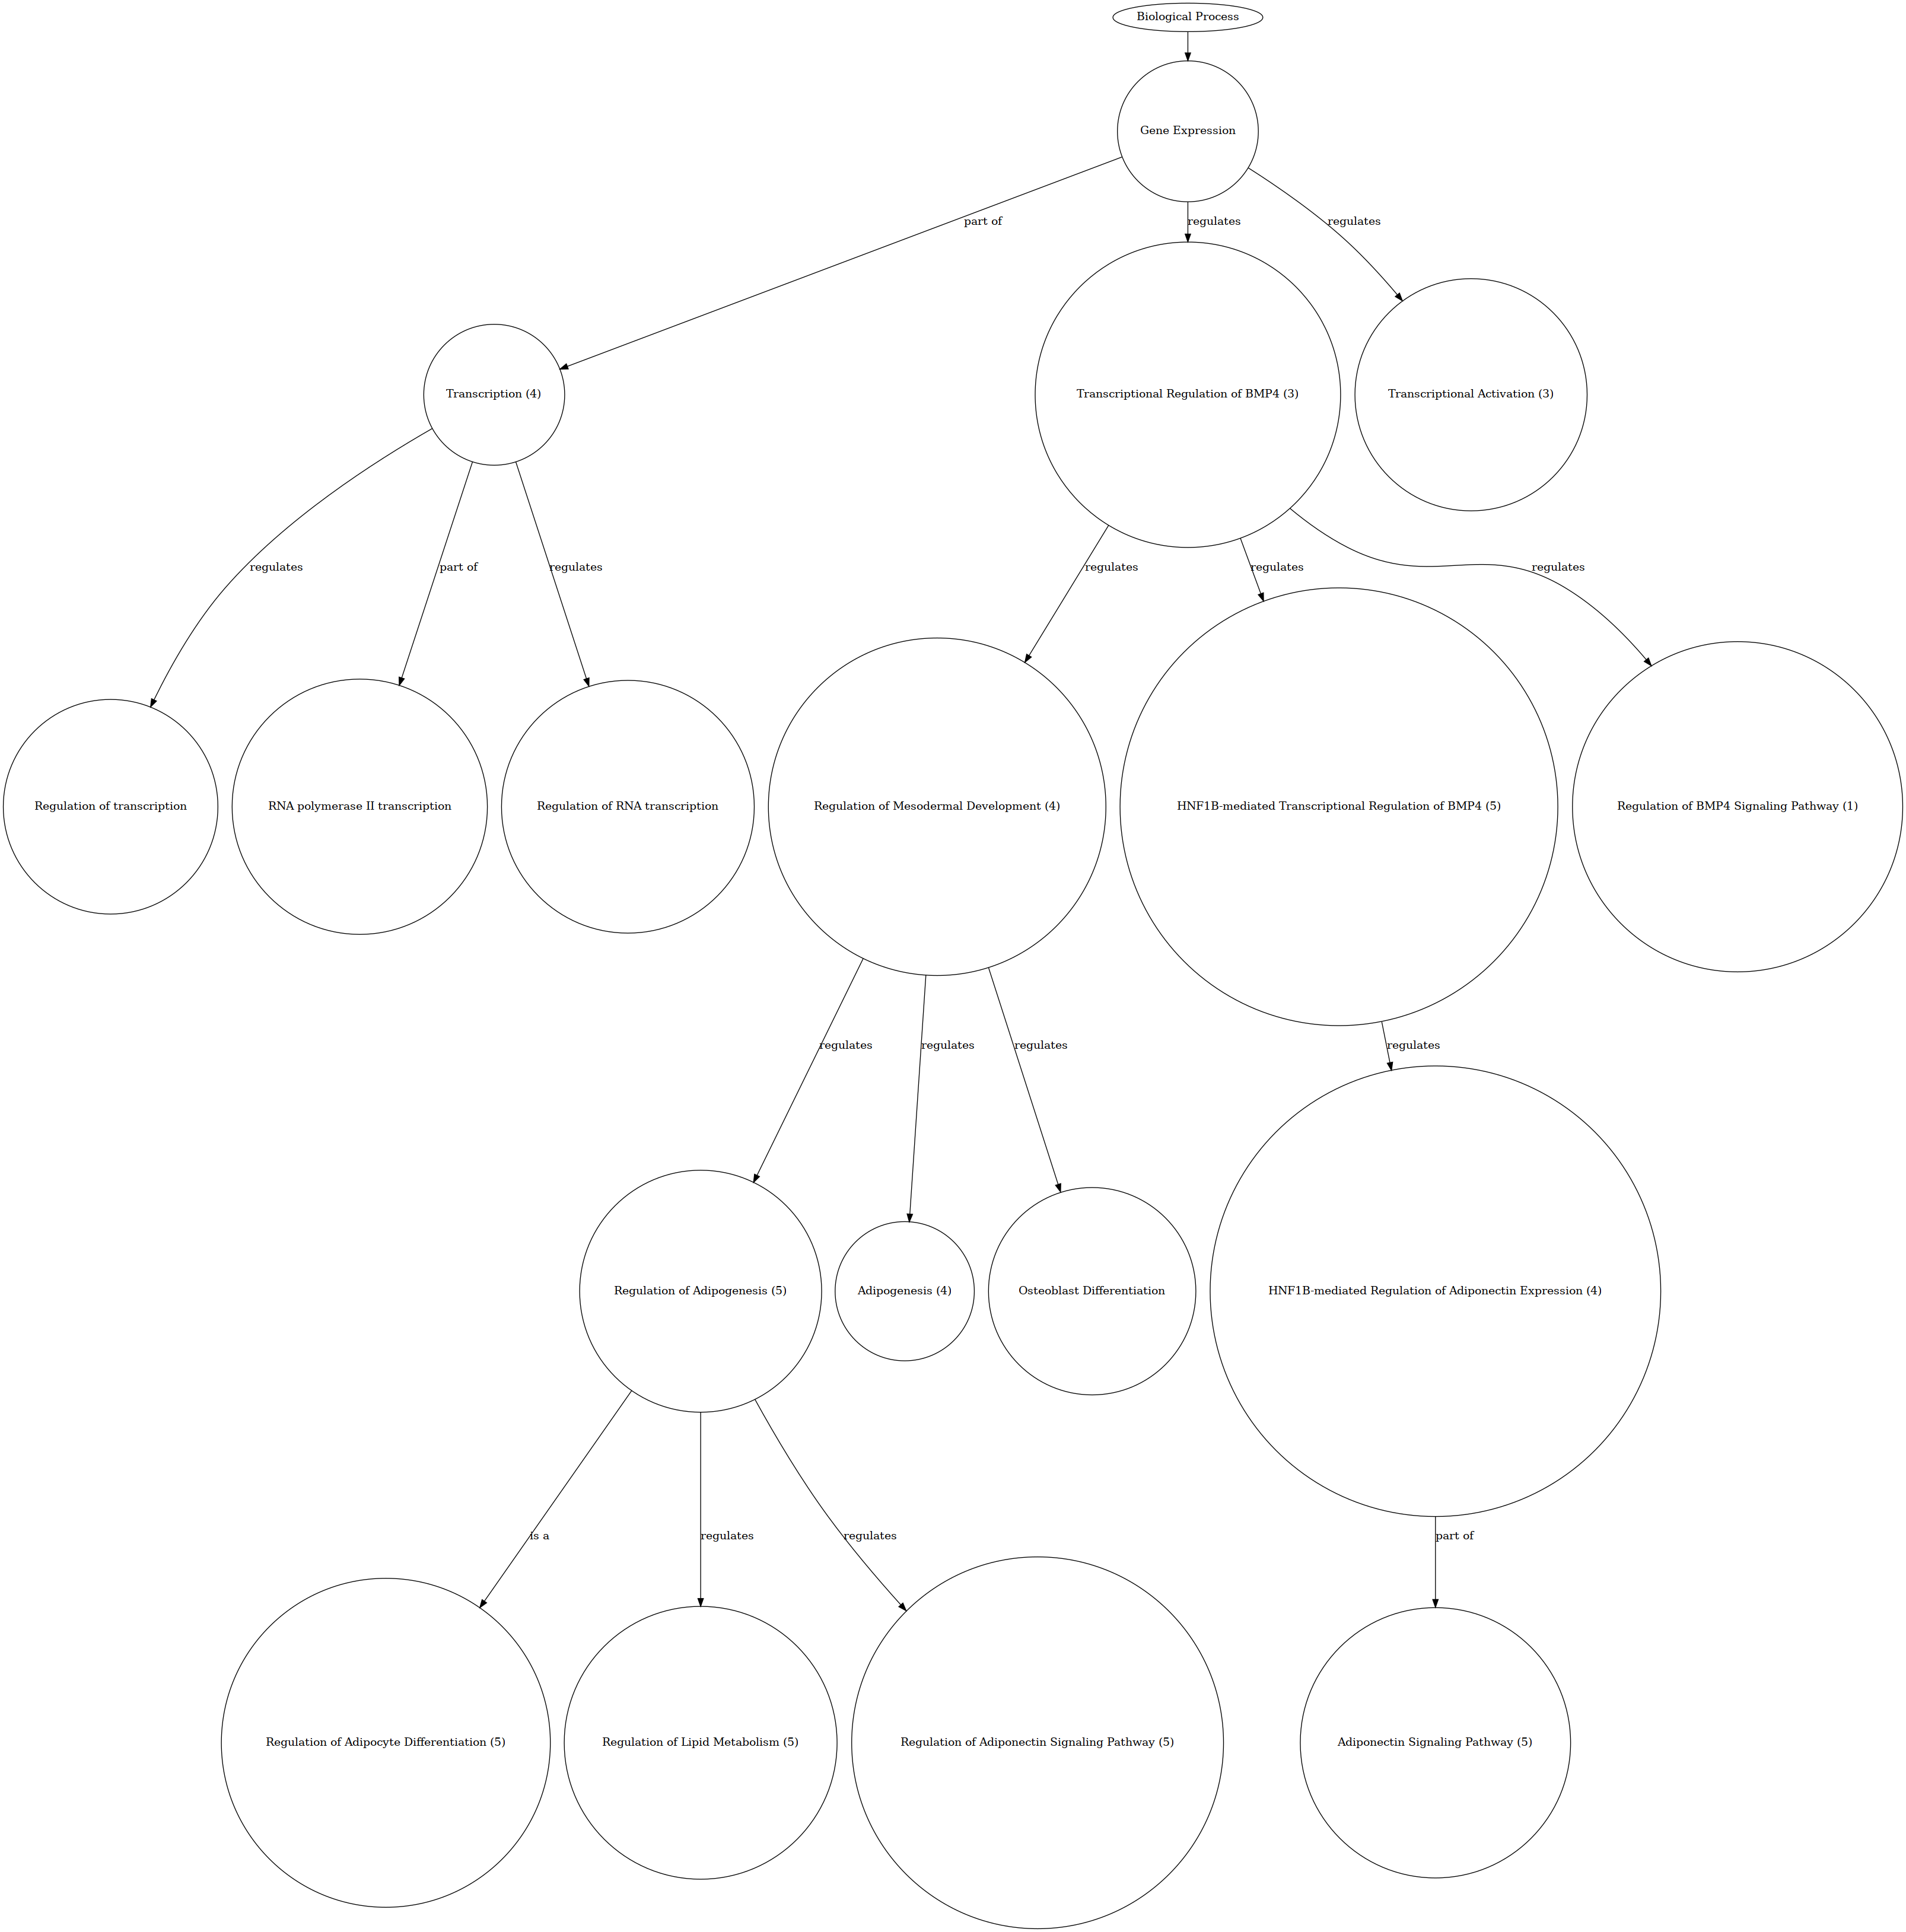 Biological Process
Gene Expression
part of
regulates
regulates
Transcription (4)
Transcriptional Regulation of BMP4 (3)
Transcriptional Activation (3)
regulates
part of
regulates
regulates
regulates
regulates
Regulation of transcription
RNA polymerase II transcription
Regulation of RNA transcription
Regulation of Mesodermal Development (4)
HNF1B-mediated Transcriptional Regulation of BMP4 (5)
Regulation of BMP4 Signaling Pathway (1)
regulates
regulates
regulates
regulates
Regulation of Adipogenesis (5)
Adipogenesis (4)
Osteoblast Differentiation
HNF1B-mediated Regulation of Adiponectin Expression (4)
is a
regulates
regulates
part of
Regulation of Adipocyte Differentiation (5)
Regulation of Lipid Metabolism (5)
Regulation of Adiponectin Signaling Pathway (5)
Adiponectin Signaling Pathway (5)